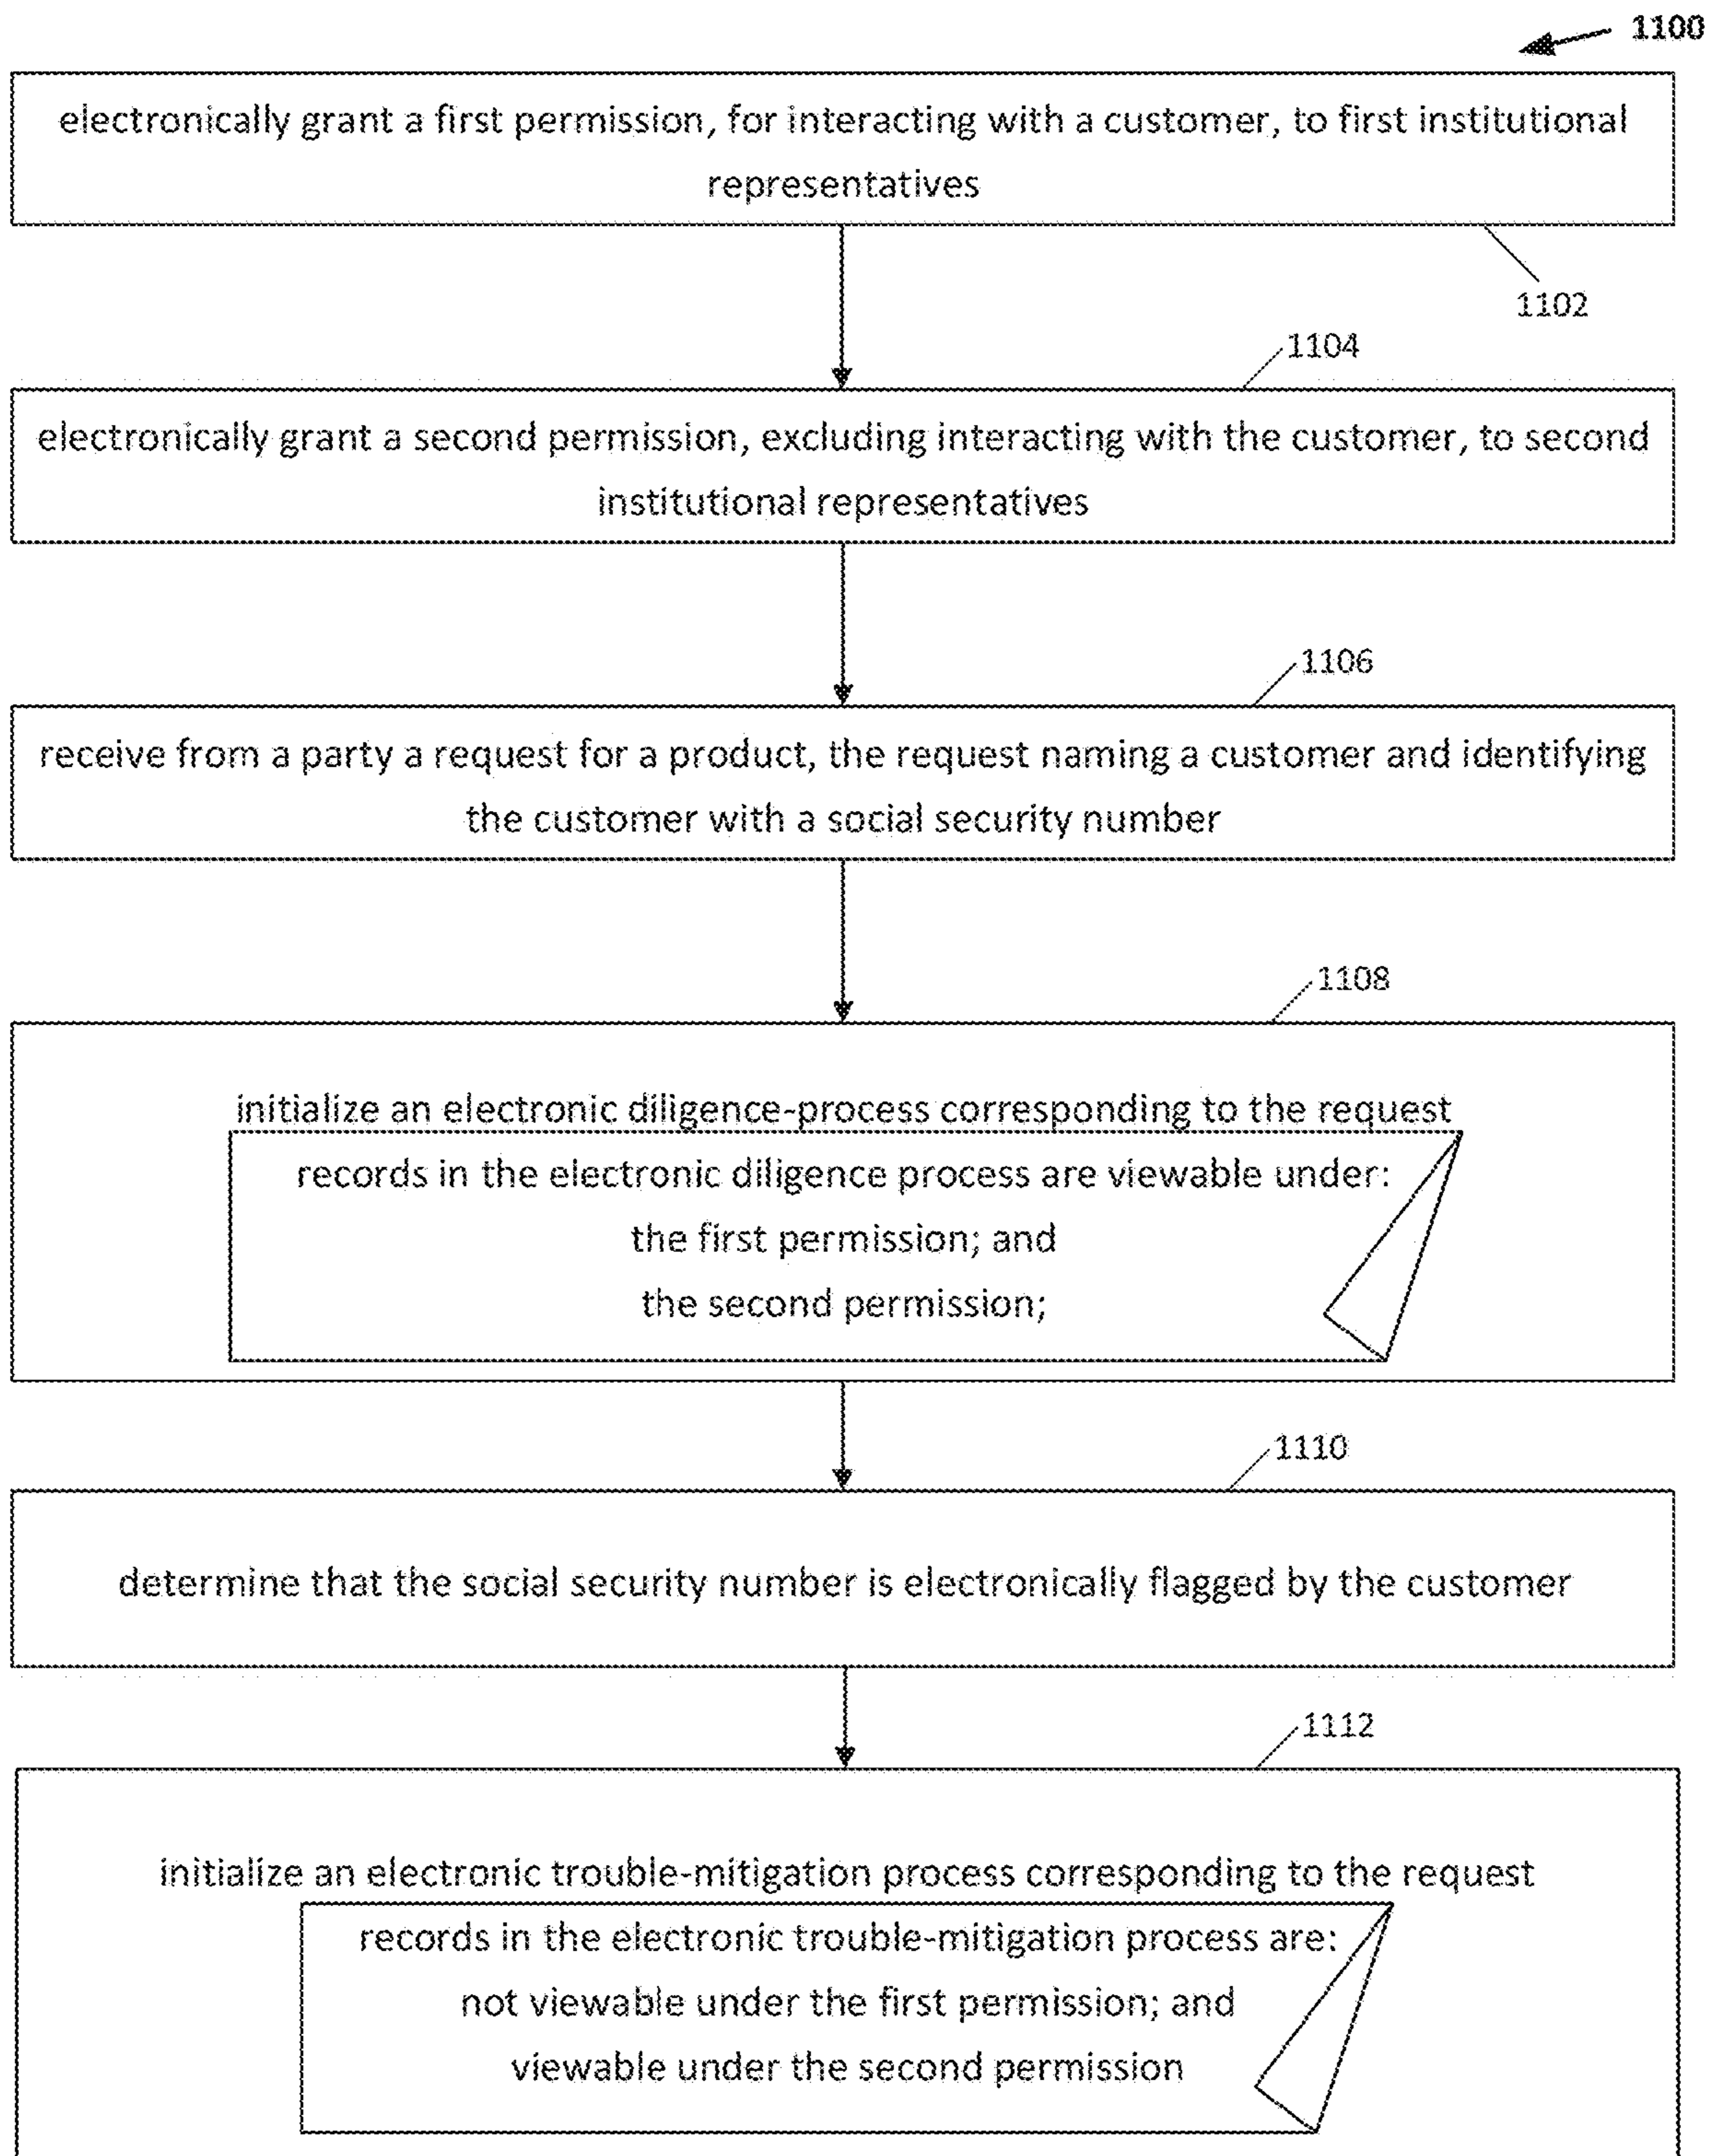 1100
electronically grant a first permission, for interacting with a customer, to first institutional
representatives
1102
1104
electronically grant a second permission, excluding interacting with the customer, to second
institutional representatives
1106
receive from a party a request for a product, the request naming a customer and identifying
the customer with a social security number
1108
initialize an electronic diligence-process corresponding to the request
records in the electronic diligence process are viewable under:
the first permission; and
the second permission;
1110
determine that the social security number is electronically flagged by the customer
1112
initialize an electronic trouble-mitigation process corresponding to the request
records in the electronic trouble-mitigation process are:
not viewable under the first permission; and
viewable under the second permission